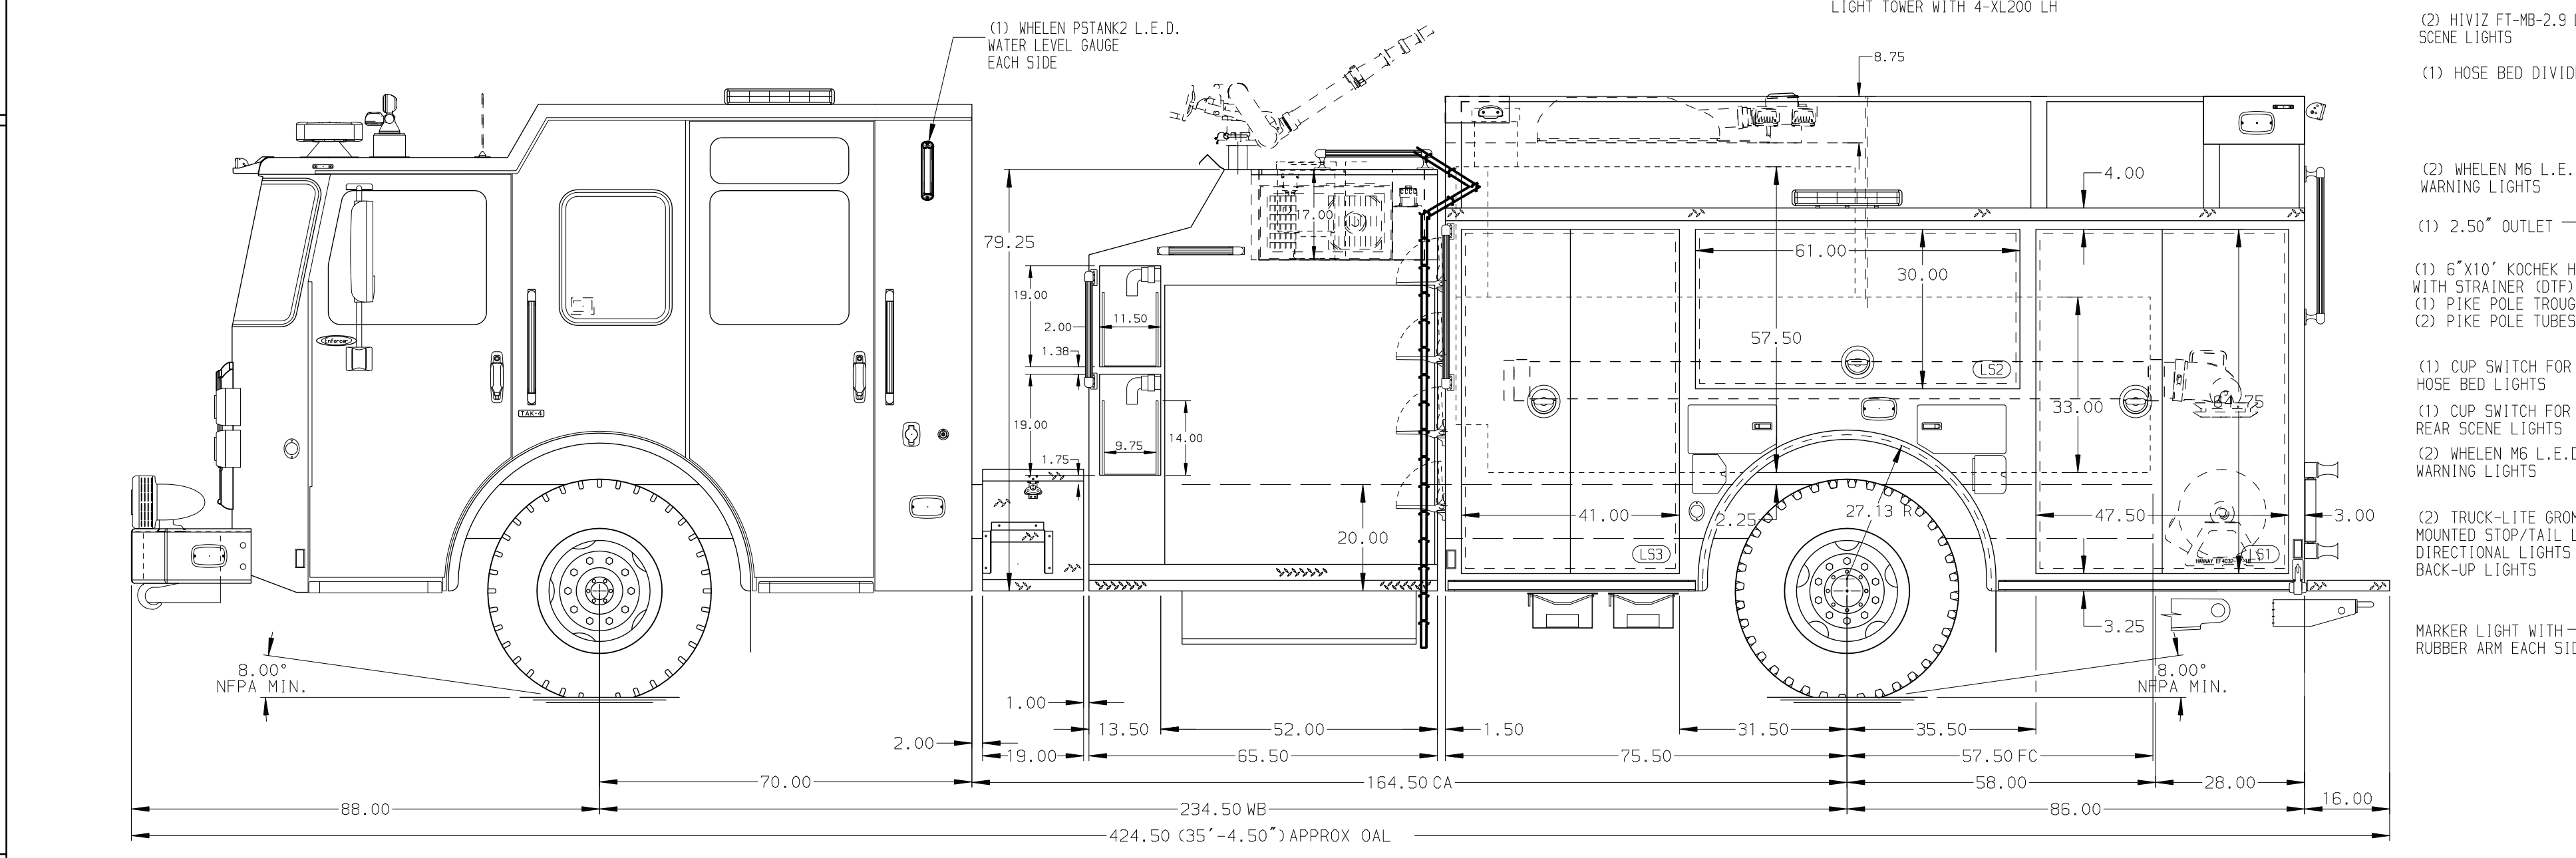 LIGHT TOWER WITH 4-XL200 LH
(1) WHELEN PSTANK2 L.E.D.
WATER LEVEL GAUGE
EACH SIDE
8.75
4.00
79.25
17.00
61.00
30.00
57.50
33.00
84.75
19.00
2.00
11.50
1.38
19.00
9.75
14.00
1.75
Enforcer
TAK-4
LS2
41.00
2.25
27.13 R
47.50
3.00
LS3
LS1
HANNAY
20.00
3.25
8.00°
NFPA MIN.
8.00°
NFPA MIN.
1.00
13.50
52.00
1.50
31.50
35.50
2.00
19.00
65.50
75.50
57.50 FC
70.00
164.50 CA
58.00
28.00
88.00
234.50 WB
86.00
16.00
424.50 (35'-4.50") APPROX OAL
(2) HIVIZ FT-MB-2.9
SCENE LIGHTS
(1) HOSE BED
(2) WHELEN M6 L.E.
WARNING LIGHTS
(1) 2.50" OUTLET
(1) 6"X10' KOCHEK H
WITH STRAINER (DTF)
(1) PIKE POLE TROUG
(2) PIKE POLE TUBES
(1) CUP SWITCH FOR
HOSE BED LIGHTS
(1) CUP SWITCH FOR
REAR SCENE LIGHTS
(2) WHELEN M6 L.E.D
WARNING LIGHTS
(2) TRUCK-LITE GROM
MOUNTED STOP/TAIL L
DIRECTIONAL LIGHTS
BACK-UP LIGHTS
MARKER LIGHT WITH
RUBBER ARM EACH SID